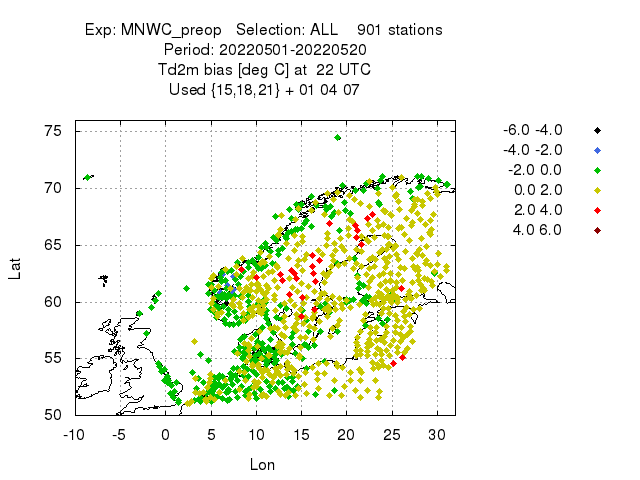 Exp: MNWC_preop   Selection: ALL    901 stations
Period: 20220501-20220520
Td2m bias [deg C] at  22 UTC
Used {15,18,21} + 01 04 07
-6.0 -4.0
-4.0 -2.0
-2.0 0.0
0.0 2.0
2.0 4.0
4.0 6.0
75
70
65
60
55
50
Lat
-10 -5 0 5 10 15 20 25 30
Lon